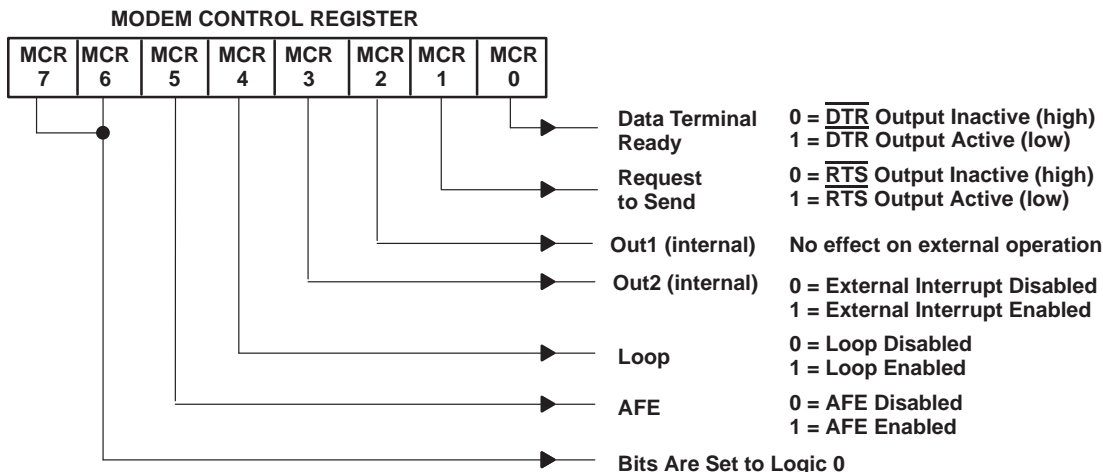 MODEM CONTROL REGISTER
MCR 7 MCR 6 MCR 5 MCR 4 MCR 3 MCR 2 MCR 1 MCR 0
Data Terminal Ready
0 = D̅T̅R̅ Output Inactive (high)
1 = D̅T̅R̅ Output Active (low)
Request to Send
0 = R̅T̅S̅ Output Inactive (high)
1 = R̅T̅S̅ Output Active (low)
Out1 (internal) No effect on external operation
Out2 (internal)
0 = External Interrupt Disabled
1 = External Interrupt Enabled
Loop
0 = Loop Disabled
1 = Loop Enabled
AFE
0 = AFE Disabled
1 = AFE Enabled
Bits Are Set to Logic 0